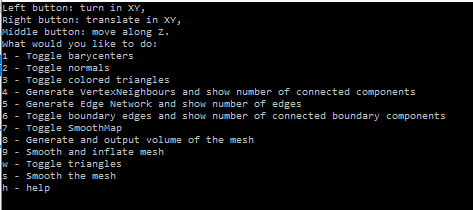 Left button: turn in XY,
Right button: translate in XY,
Middle button: move along Z.
What would you like to do:
1 - Toggle barycenters
2 - Toggle normals
3 - Toggle colored triangles
4 - Generate VertexNeighbours and show number of connected components
5 - Generate Edge Network and show number of edges
6 - Toggle boundary edges and show number of connected boundary components
7 - Toggle SmoothMap
8 - Generate and output volume of the mesh
9 - Smooth and inflate mesh
w - Toggle triangles
s - Smooth the mesh
h - help